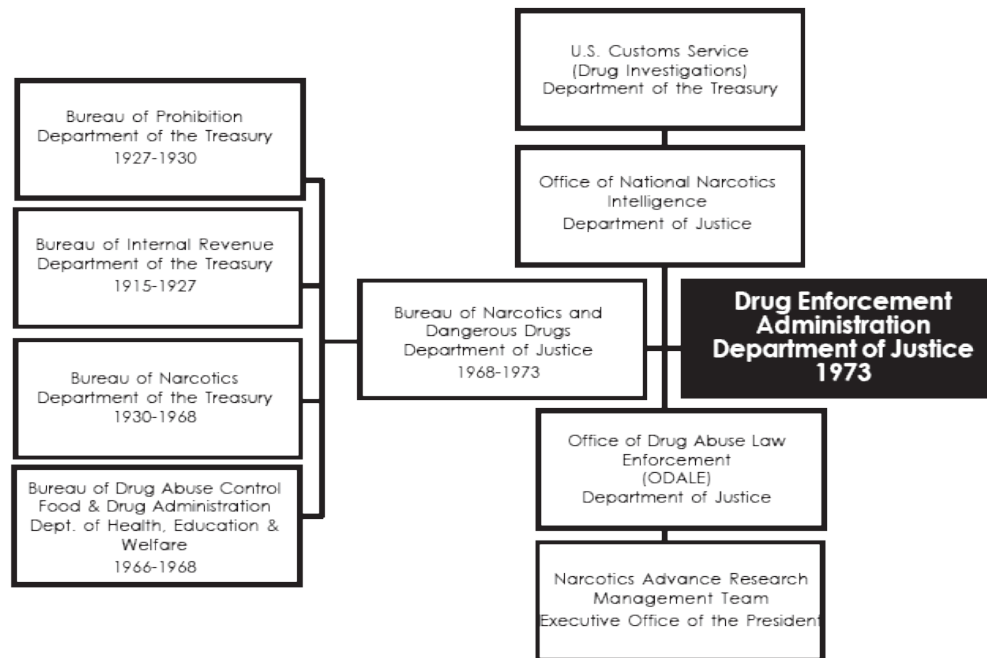 U.S. Customs Service
(Drug Investigations)
Department of the Treasury
Bureau of Prohibition
Department of the Treasury
1927-1930
Office of National Narcotics
Intelligence
Department of Justice
Bureau of Internal Revenue
Department of the Treasury
1915-1927
Bureau of Narcotics and
Dangerous Drugs
Department of Justice
1968-1973
Drug Enforcement
Administration
Department of Justice
1973
Bureau of Narcotics
Department of the Treasury
1930-1968
Office of Drug Abuse Law
Enforcement
(ODALE)
Department of Justice
Bureau of Drug Abuse Control
Food & Drug Administration
Dept. of Health, Education &
Welfare
1966-1968
Narcotics Advance Research
Management Team
Executive Office of the President